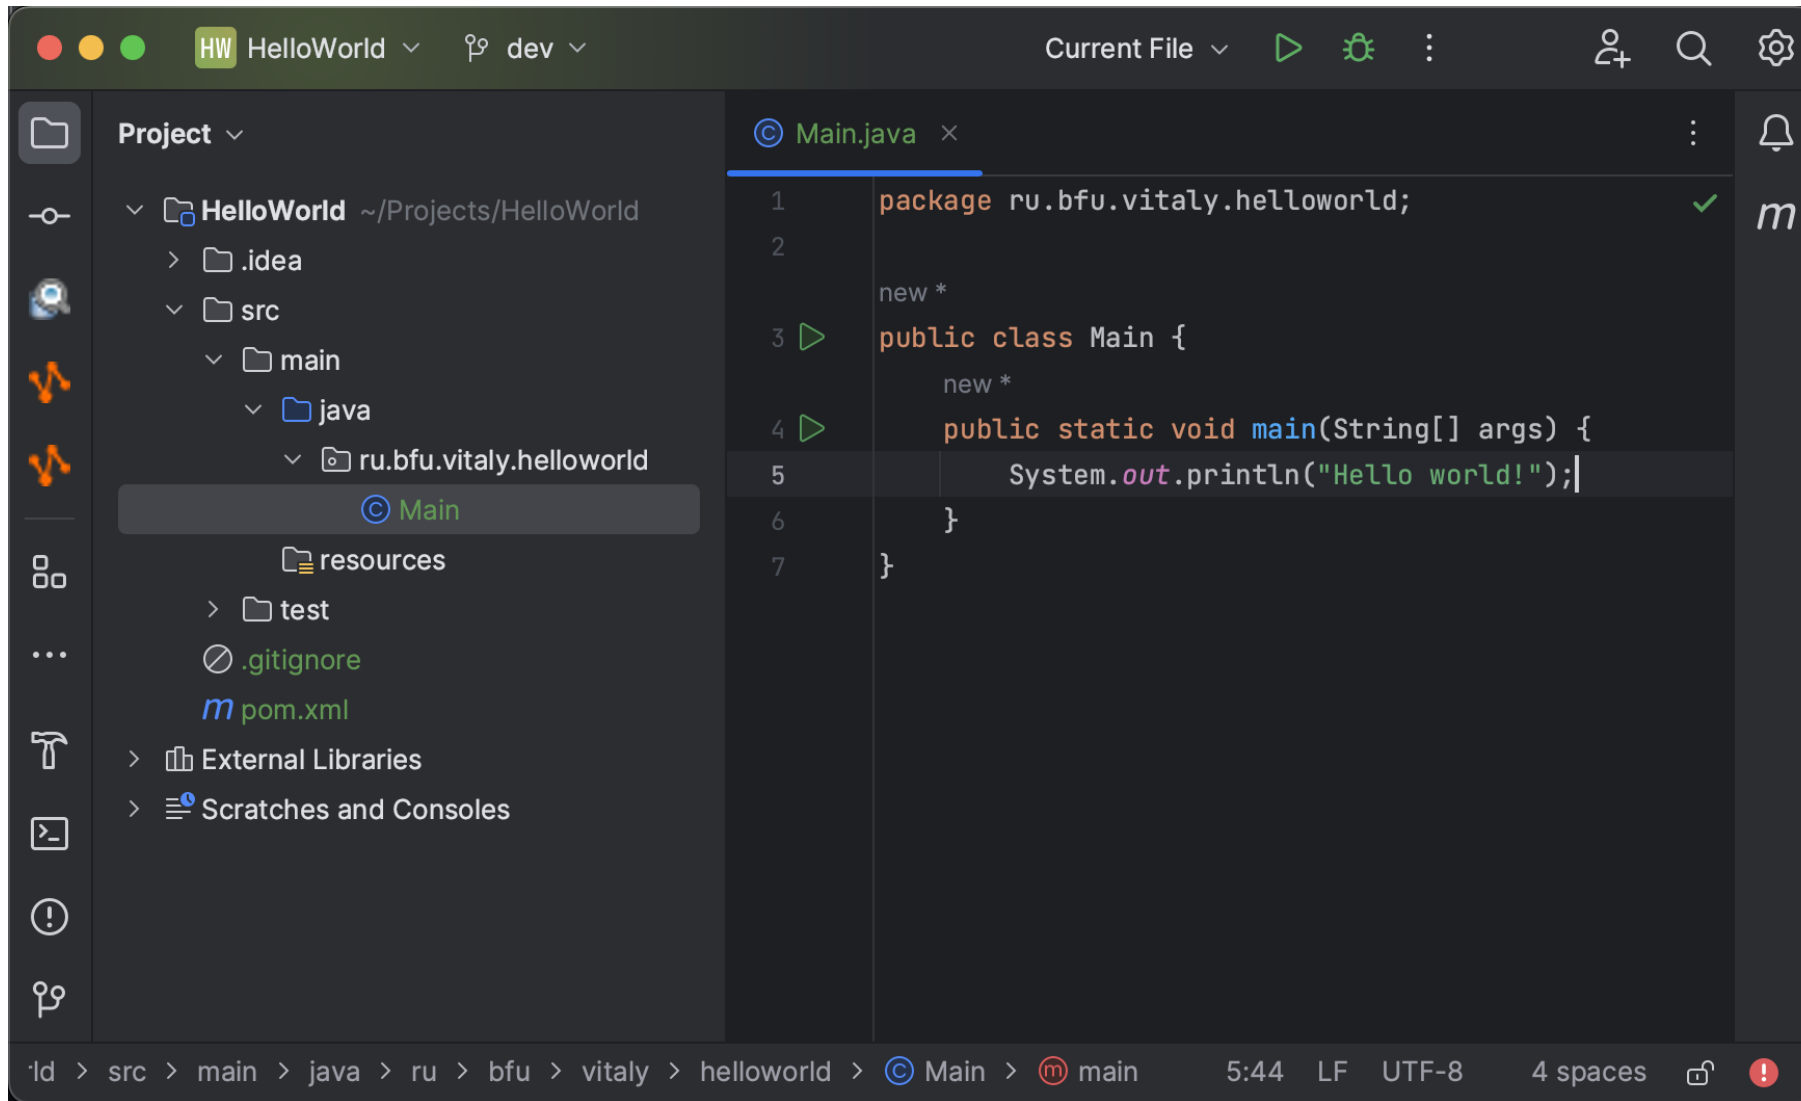 HW HelloWorld dev Current File
Project
HelloWorld ~/Projects/HelloWorld
.idea
src
main
java
ru.bfu.vitaly.helloworld
Main
resources
test
.gitignore
m pom.xml
External Libraries
Scratches and Consoles
Main.java
1 package ru.bfu.vitaly.helloworld;
2
new *
3 public class Main {
new *
4 public static void main(String[] args) {
5 System.out.println("Hello world!");
6 }
7 }
m
ld > src > main > java > ru > bfu > vitaly > helloworld > Main > main 5:44 LF UTF-8 4 spaces